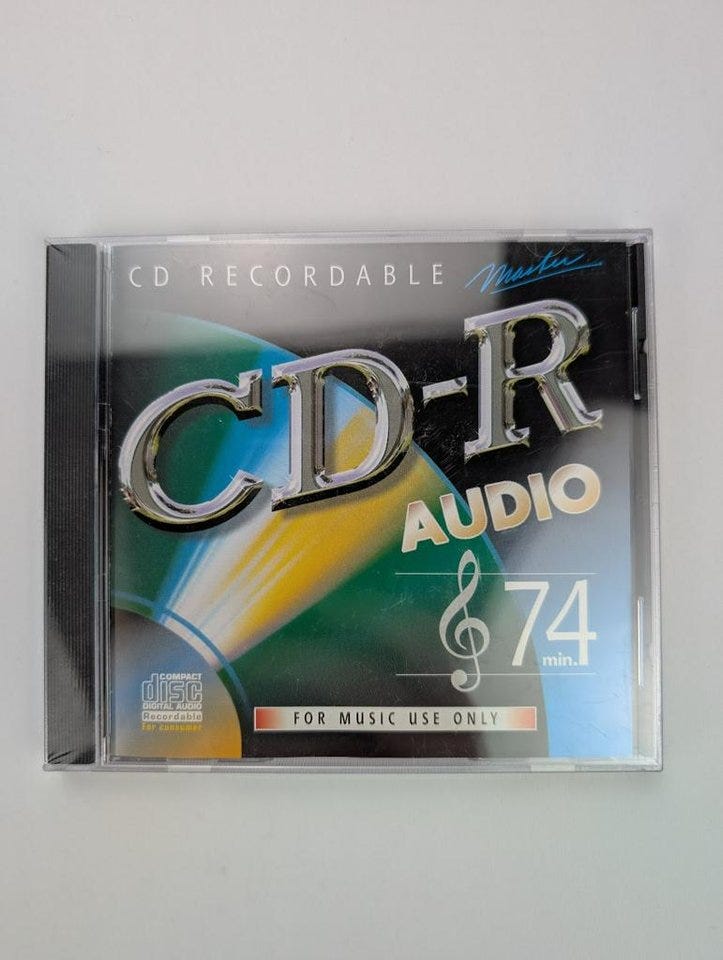 CD RECORDABLE Master
CD-R
AUDIO
74
min.
COMPACT
disc
DIGITAL AUDIO
Recordable
For consumer
FOR MUSIC USE ONLY